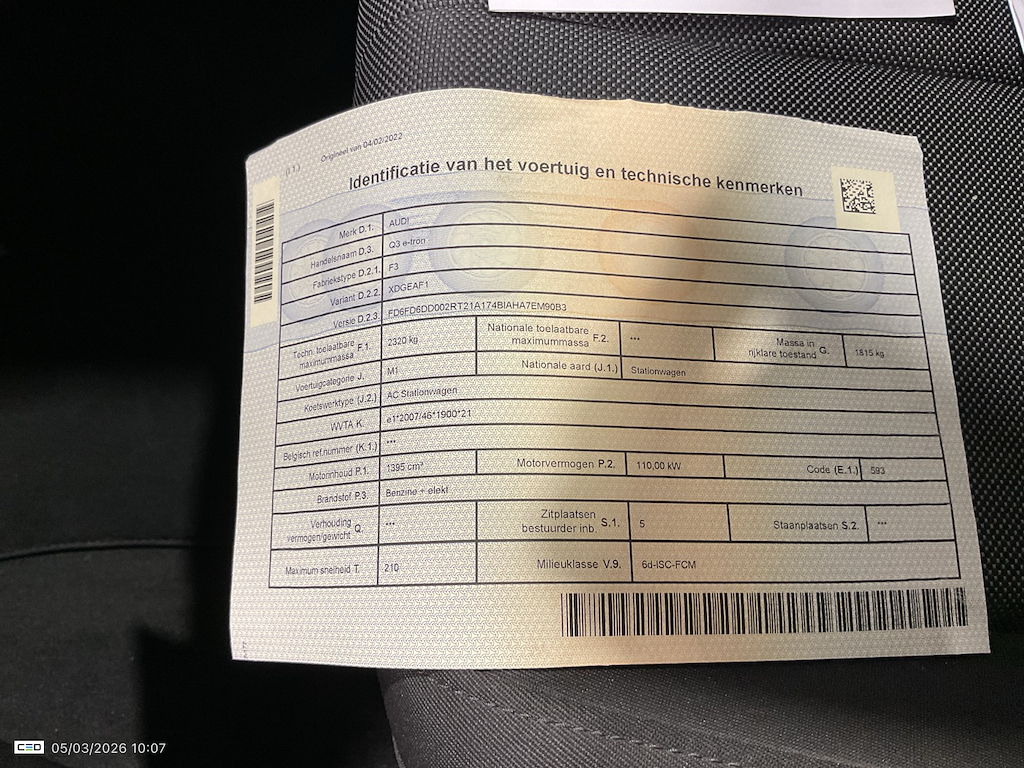 (I T.) Origineel van 04/02/2022
Identificatie van het voertuig en technische kenmerken
Merk D.1. AUDI
Handelsnaam D.3. Q3 e-tron
Fabriekstype D.2.1. F3
Variant D.2.2. XDGEAF1
Versie D.2.3. FD6FD6DD002RT21A174BIAHA7EM90B3
Techn. toelaatbare maximummassa F.1. 2320 kg Nationale toelaatbare maximummassa F.2. *** Massa in rijklare toestand G. 1815 kg
Voertuigcategorie J. M1 Nationale aard (J.1.) Stationwagen
Koetswerktype (J.2.) AC Stationwagen
WVTA K. e1*2007/46*1900*21
Belgisch ref.nummer (K.1.) ***
Motorinhoud P.1. 1395 cm³ Motorvermogen P.2. 110,00 kW Code (E.1.) 593
Brandstof P.3. Benzine + elekt
Verhouding vermogen/gewicht Q. *** Zitplaatsen bestuurder inb. S.1. 5 Staanplaatsen S.2. ***
Maximum snelheid T. 210 Milieuklasse V.9. 6d-ISC-FCM
05/03/2026 10:07